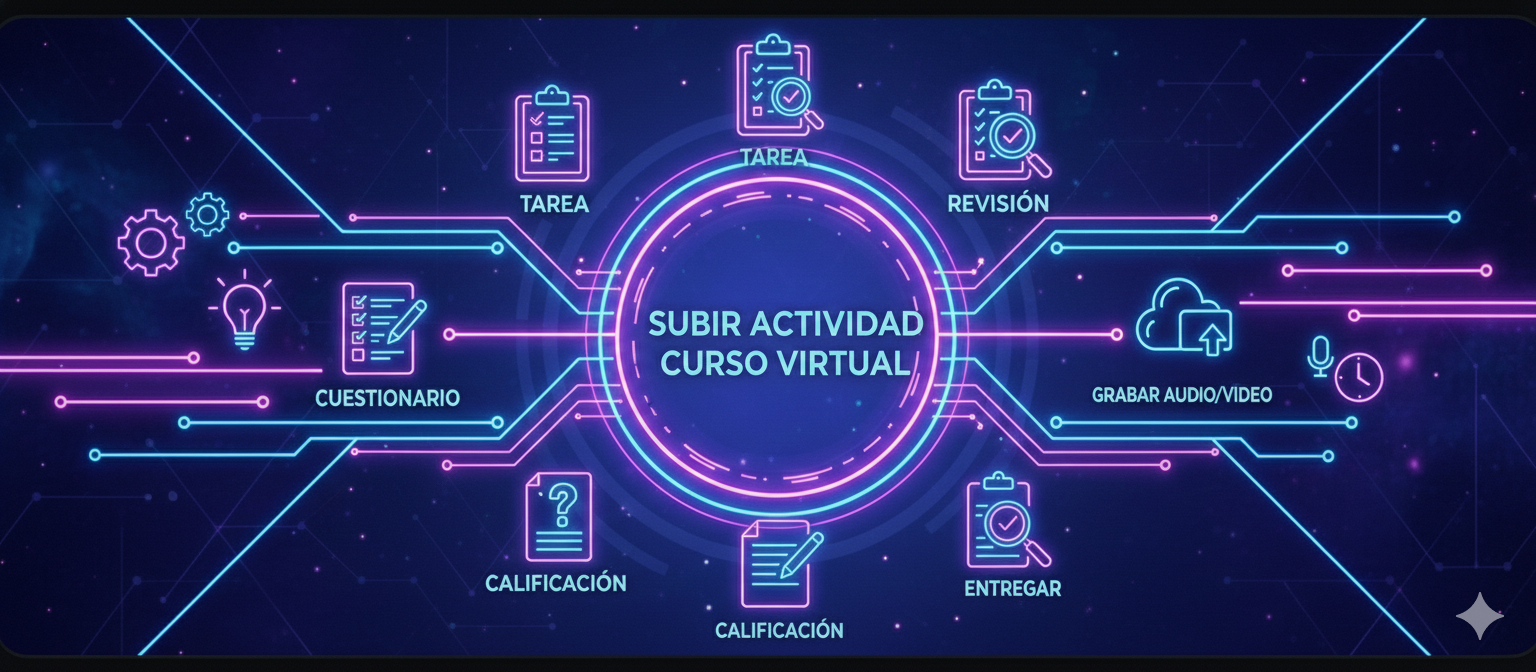 TAREA
TAREA
REVISIÓN
SUBIR ACTIVIDAD
CURSO VIRTUAL
CUESTIONARIO
GRABAR AUDIO/VIDEO
CALIFICACIÓN
ENTREGAR
CALIFICACIÓN